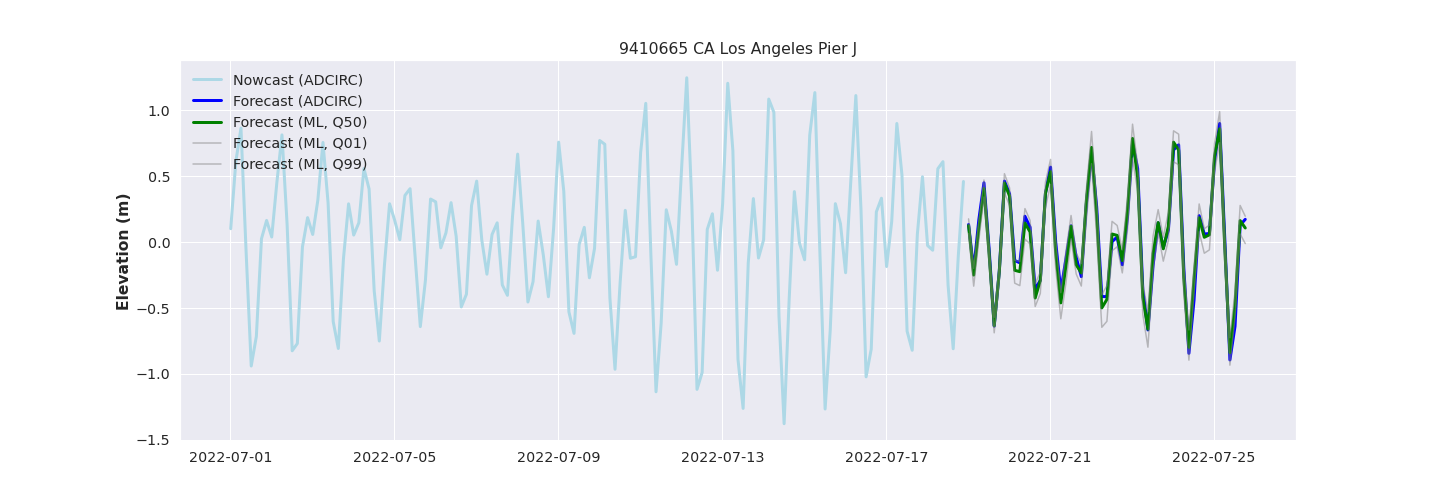 9410665 CA Los Angeles Pier J
Nowcast (ADCIRC)
Forecast (ADCIRC)
Forecast (ML, Q50)
Forecast (ML, Q01)
Forecast (ML, Q99)
Elevation (m)
1.0
0.5
0.0
−0.5
−1.0
−1.5
2022-07-01
2022-07-05
2022-07-09
2022-07-13
2022-07-17
2022-07-21
2022-07-25